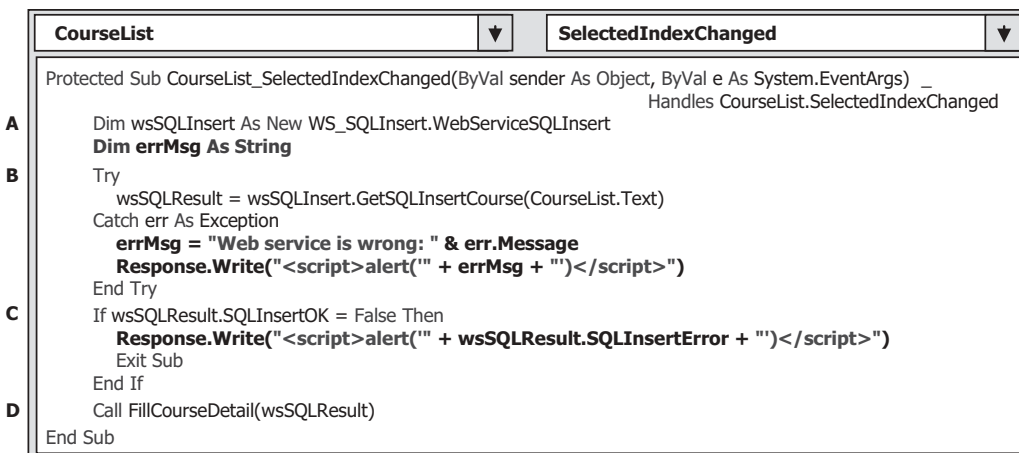 CourseList SelectedIndexChanged
Protected Sub CourseList_SelectedIndexChanged(ByVal sender As Object, ByVal e As System.EventArgs) _
Handles CourseList.SelectedIndexChanged
A Dim wsSQLInsert As New WS_SQLInsert.WebServiceSQLInsert
Dim errMsg As String
B Try
wsSQLResult = wsSQLInsert.GetSQLInsertCourse(CourseList.Text)
Catch err As Exception
errMsg = "Web service is wrong: " & err.Message
Response.Write("<script>alert('" + errMsg + "')</script>")
End Try
C If wsSQLResult.SQLInsertOK = False Then
Response.Write("<script>alert('" + wsSQLResult.SQLInsertError + "')</script>")
Exit Sub
End If
D Call FillCourseDetail(wsSQLResult)
End Sub